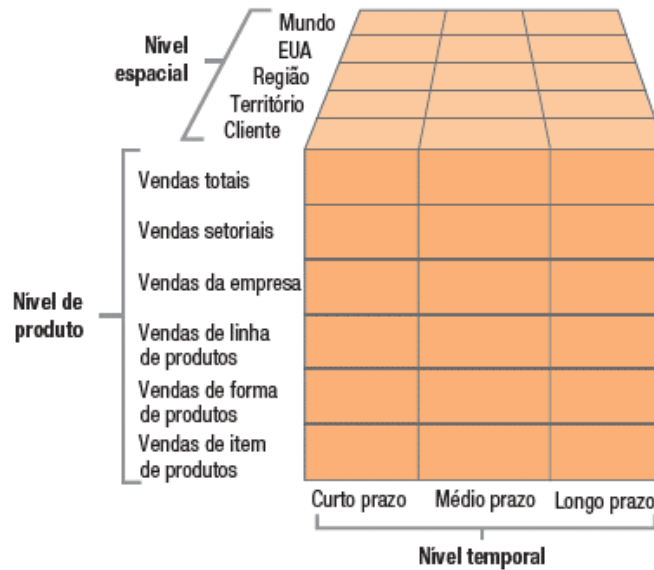 Nível
espacial
Mundo
EUA
Região
Território
Cliente
Nível de
produto
Vendas totais
Vendas setoriais
Vendas da empresa
Vendas de linha
de produtos
Vendas de forma
de produtos
Vendas de item
de produtos
Curto prazo
Médio prazo
Longo prazo
Nível temporal